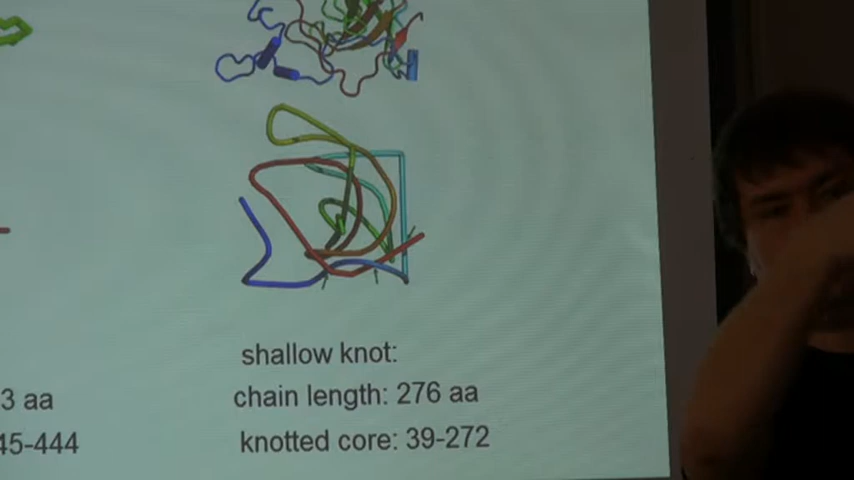 shallow knot:
3 aa
chain length: 276 aa
45-444
knotted core: 39-272